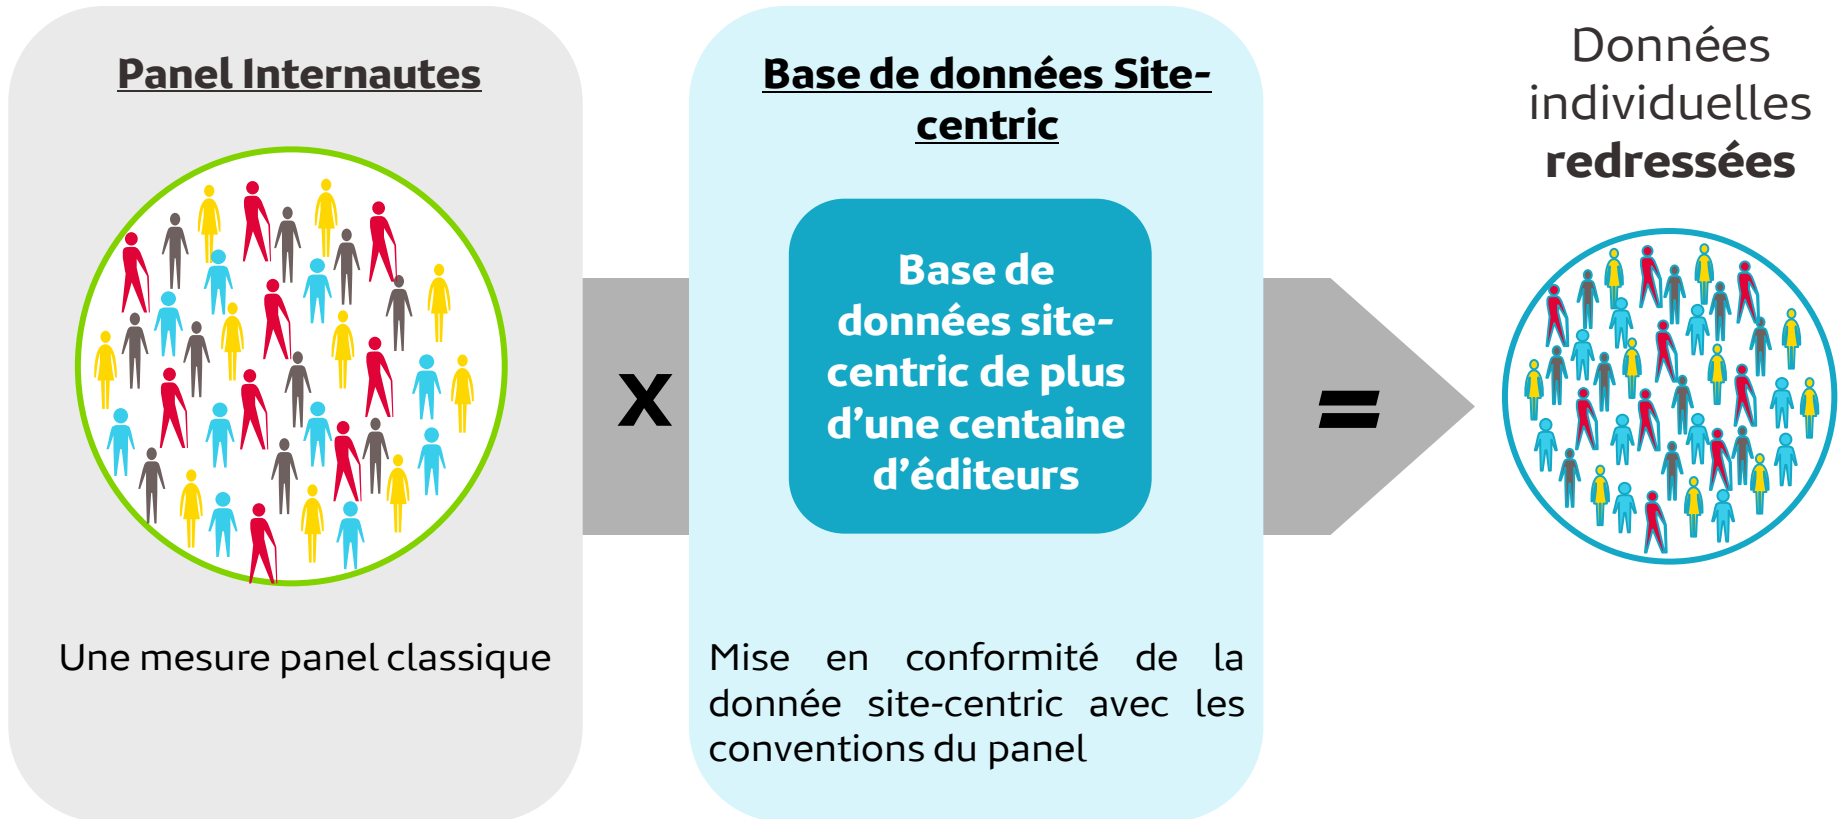 Panel Internautes
Une mesure panel classique
x
Base de données Site-
centric
Base de
données site-
centric de plus
d’une centaine
d’éditeurs
Mise en conformité de la
donnée site-centric avec les
conventions du panel
=
Données
individuelles
redressées